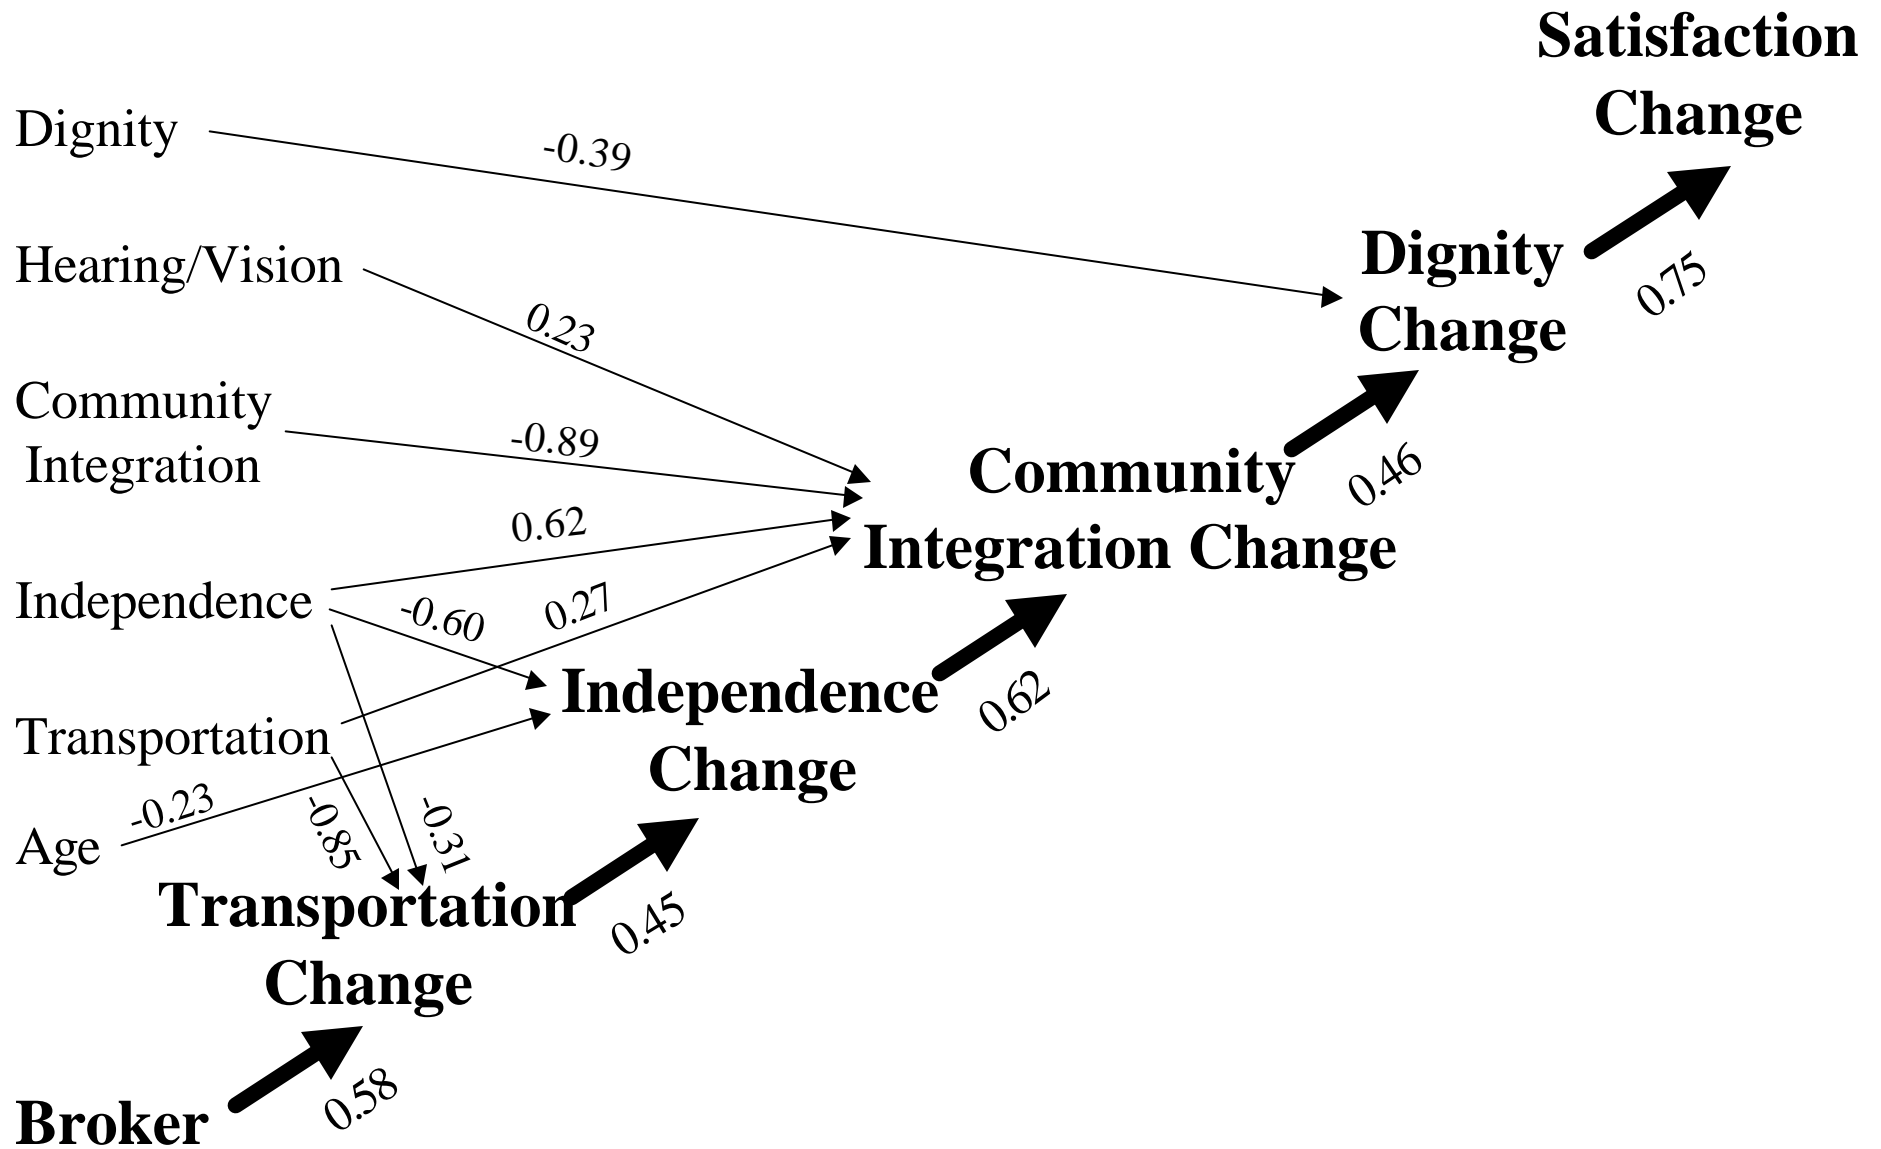 Satisfaction
Change
Dignity
-0.39
Dignity
Change
0.75
Hearing/Vision
0.23
Community
Integration
-0.89
Community
Integration Change
0.46
Independence
0.62
-0.60
0.27
Independence
Change
0.62
Transportation
-0.23
Age
-0.85
-0.31
Transportation
Change
0.45
Broker
0.58